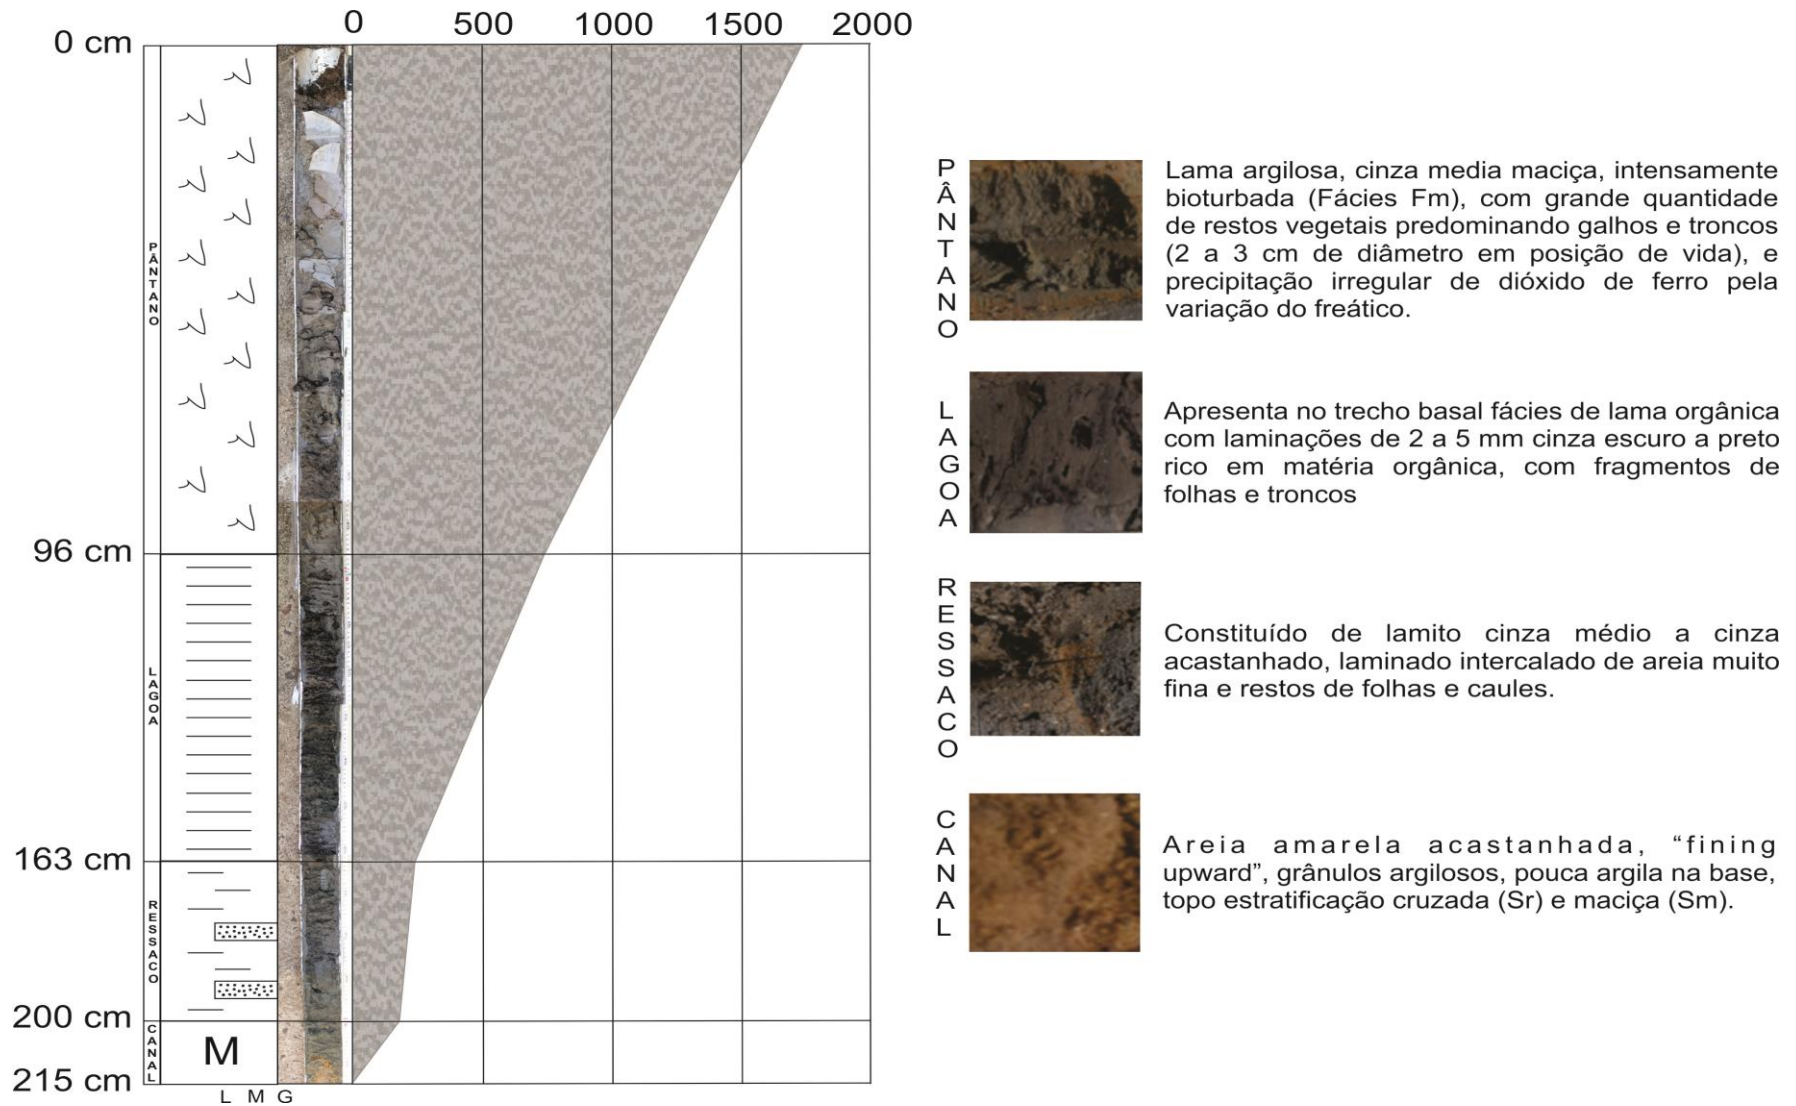 0 500 1000 1500 2000
0 cm
96 cm
163 cm
200 cm
215 cm
PÂNTANO
LAGOA
RESSACO
CANAL
M
L M G
PÂNTANO
Lama argilosa, cinza media maciça, intensamente
bioturbada (Fácies Fm), com grande quantidade
de restos vegetais predominando galhos e troncos
(2 a 3 cm de diâmetro em posição de vida), e
precipitação irregular de dióxido de ferro pela
variação do freático.
LAGOA
Apresenta no trecho basal fácies de lama orgânica
com laminações de 2 a 5 mm cinza escuro a preto
rico em matéria orgânica, com fragmentos de
folhas e troncos
RESSACO
Constituído de lamito cinza médio a cinza
acastanhado, laminado intercalado de areia muito
fina e restos de folhas e caules.
CANAL
Areia amarela acastanhada, “fining
upward”, grânulos argilosos, pouca argila na base,
topo estratificação cruzada (Sr) e maciça (Sm).